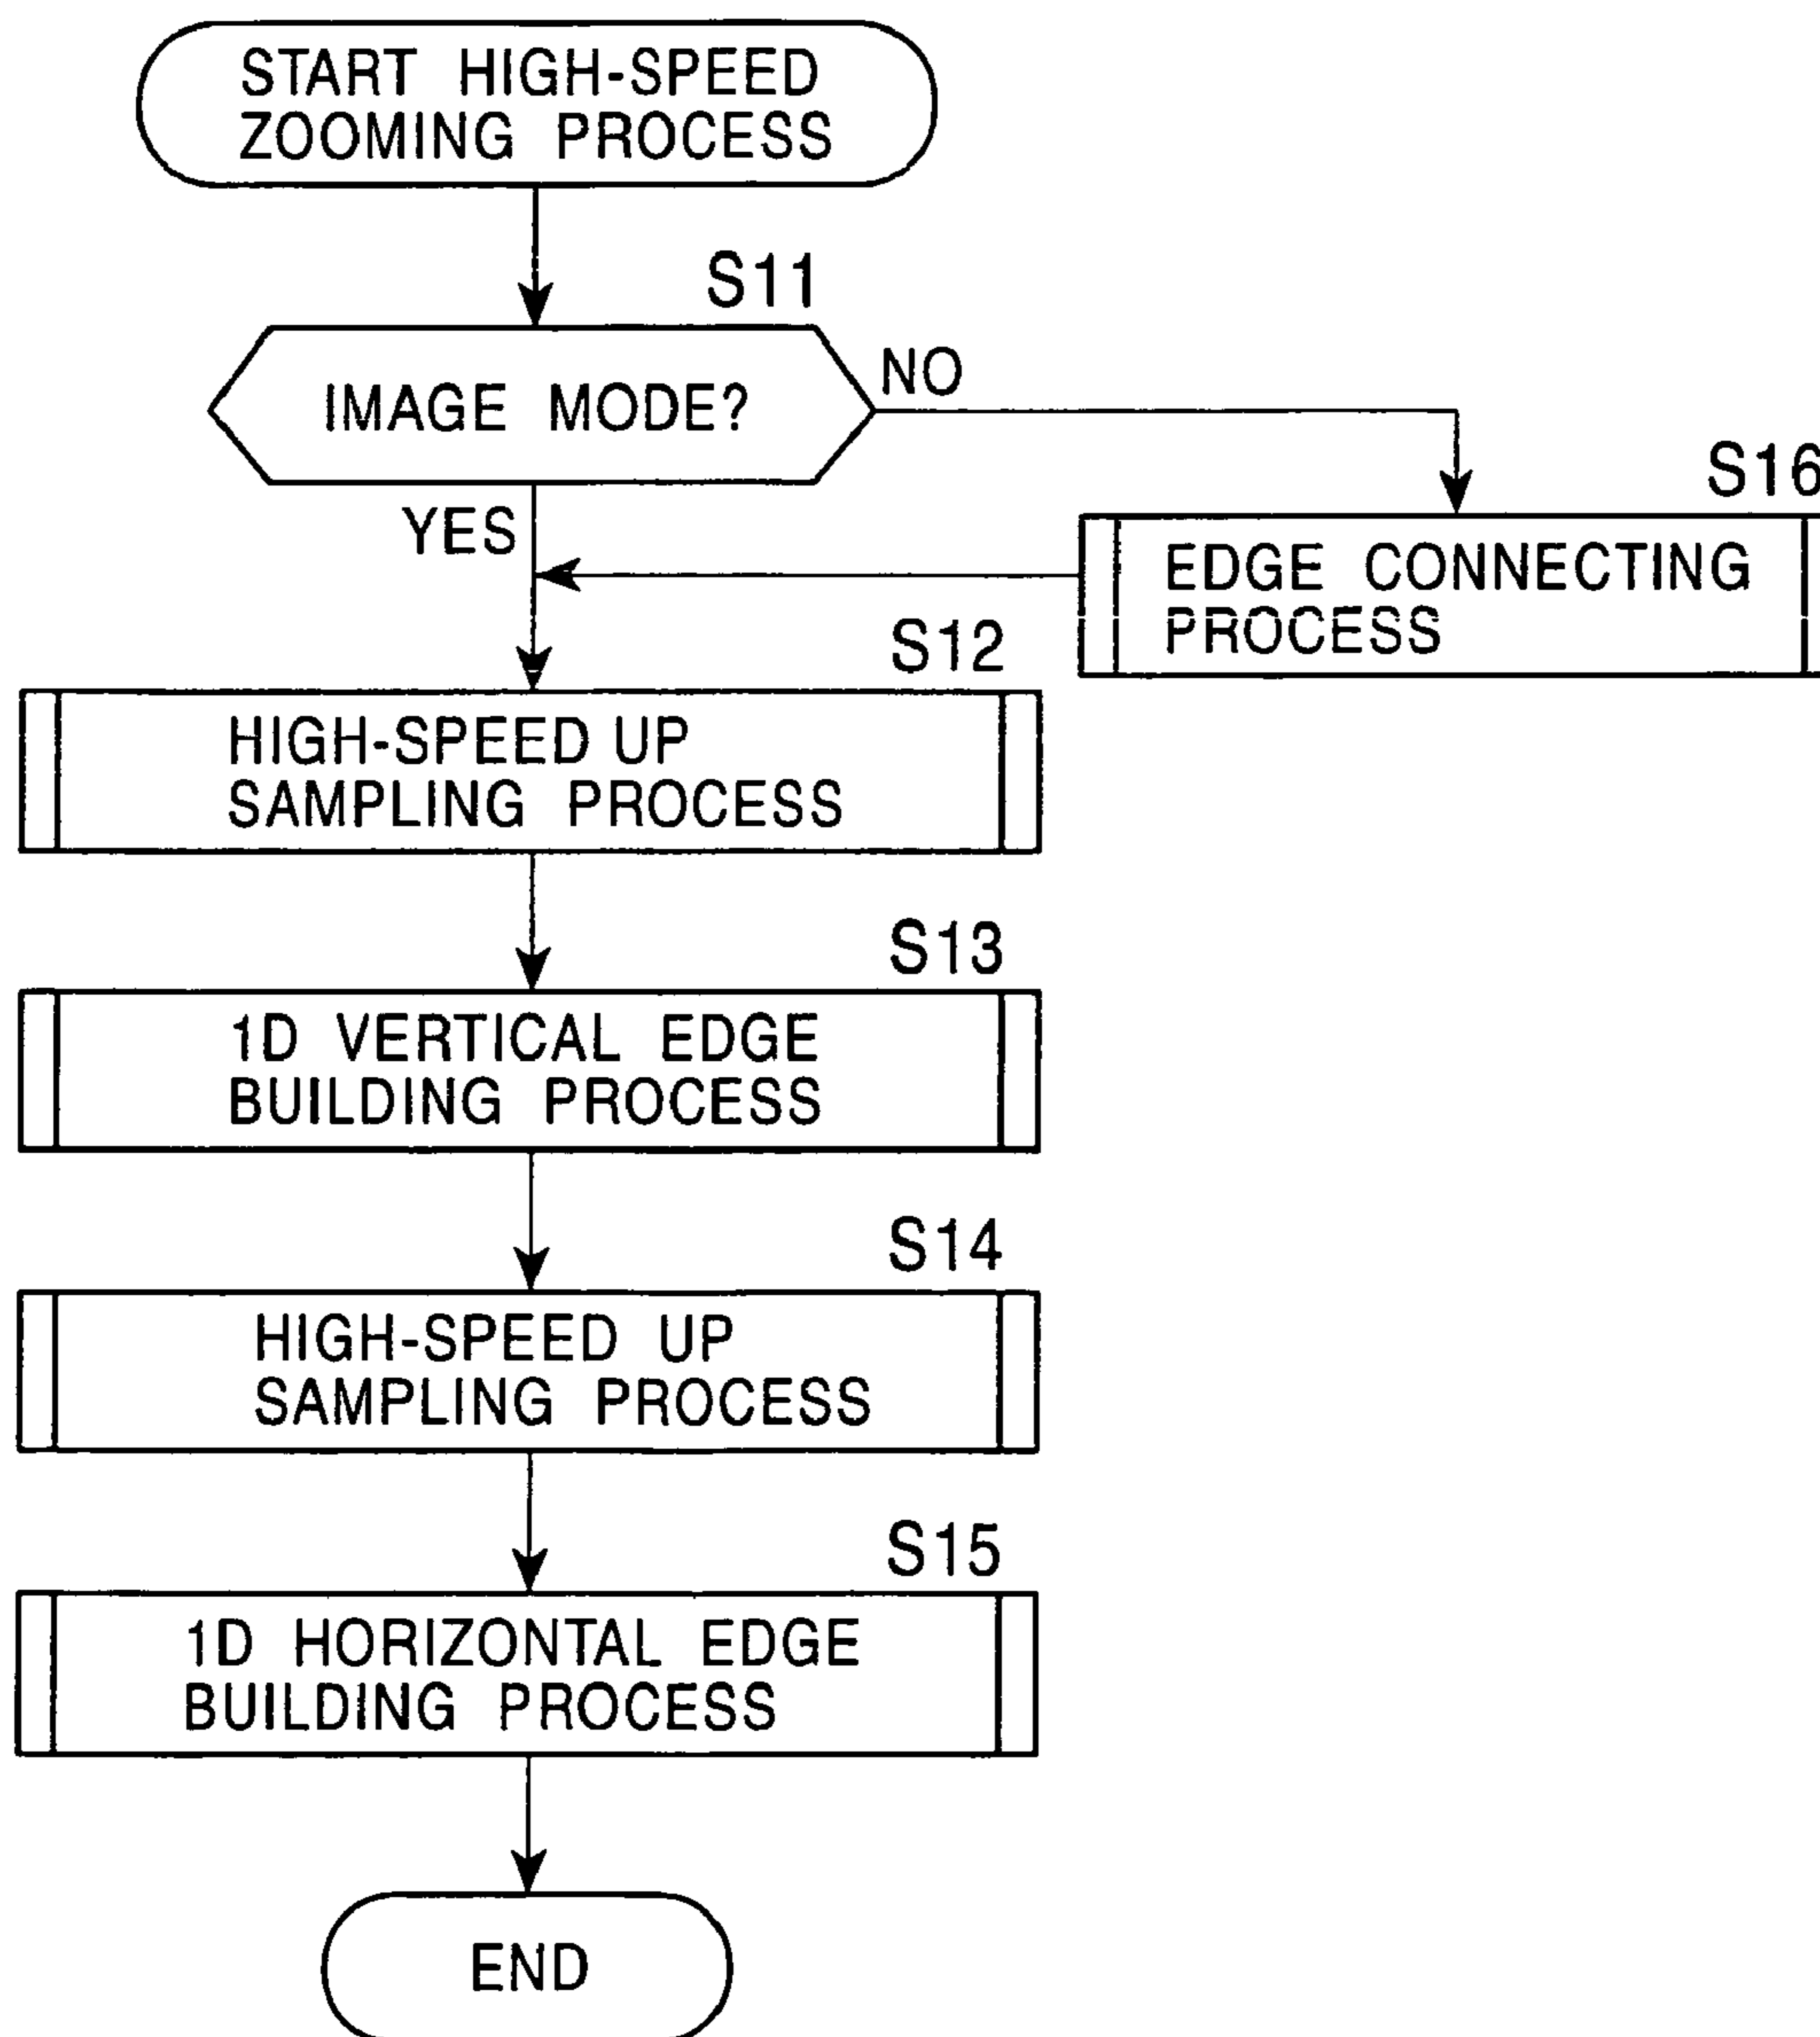 START HIGH-SPEED
ZOOMING PROCESS
S11
IMAGE MODE?
NO
YES
S16
EDGE CONNECTING
PROCESS
S12
HIGH-SPEED UP
SAMPLING PROCESS
S13
1D VERTICAL EDGE
BUILDING PROCESS
S14
HIGH-SPEED UP
SAMPLING PROCESS
S15
1D HORIZONTAL EDGE
BUILDING PROCESS
END